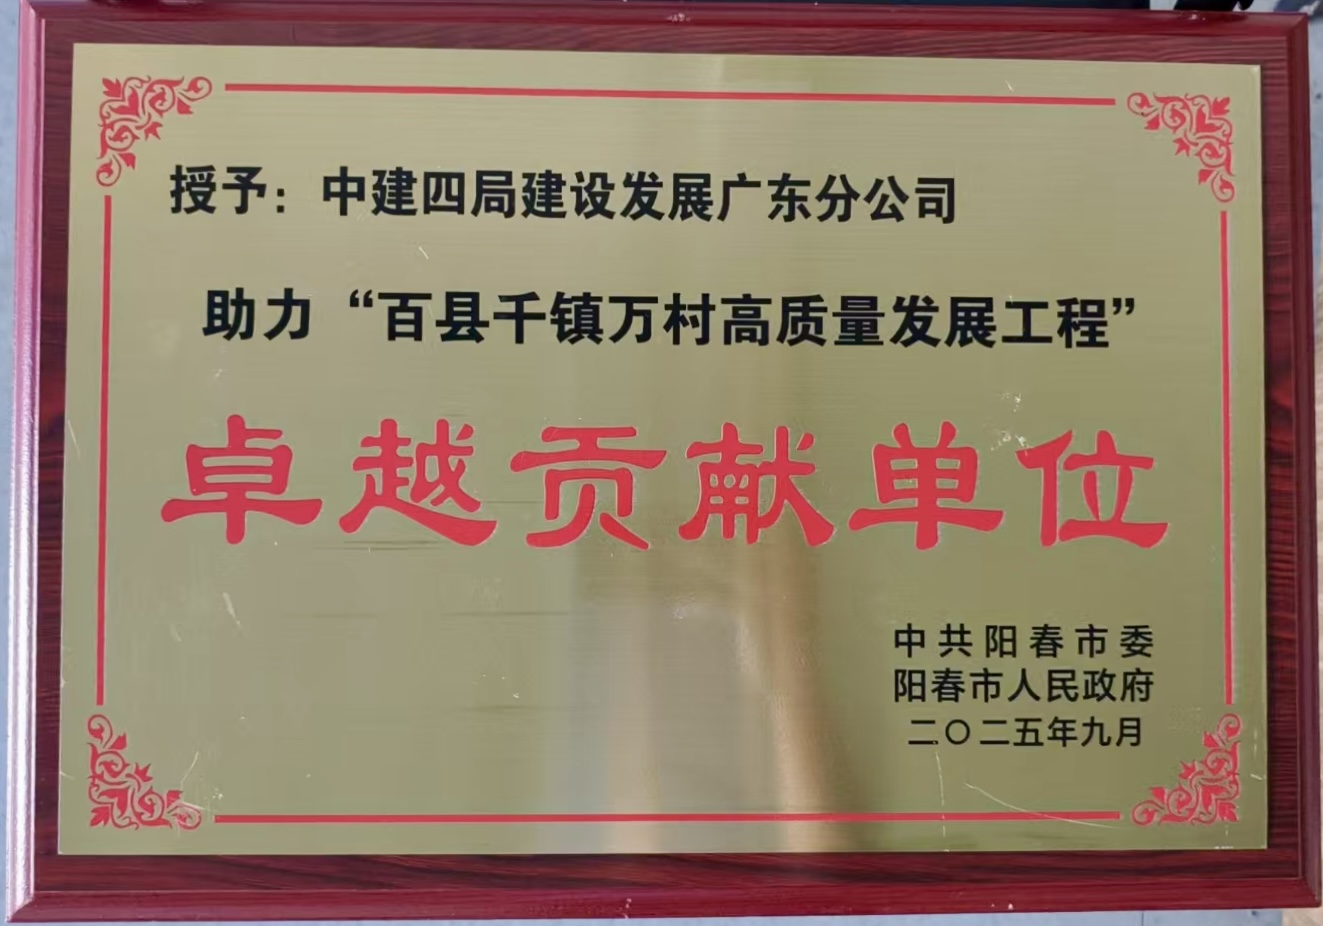 授予：中建四局建设发展广东分公司
助力“百县千镇万村高质量发展工程”
卓越贡献单位
中共阳春市委
阳春市人民政府
二〇二五年九月